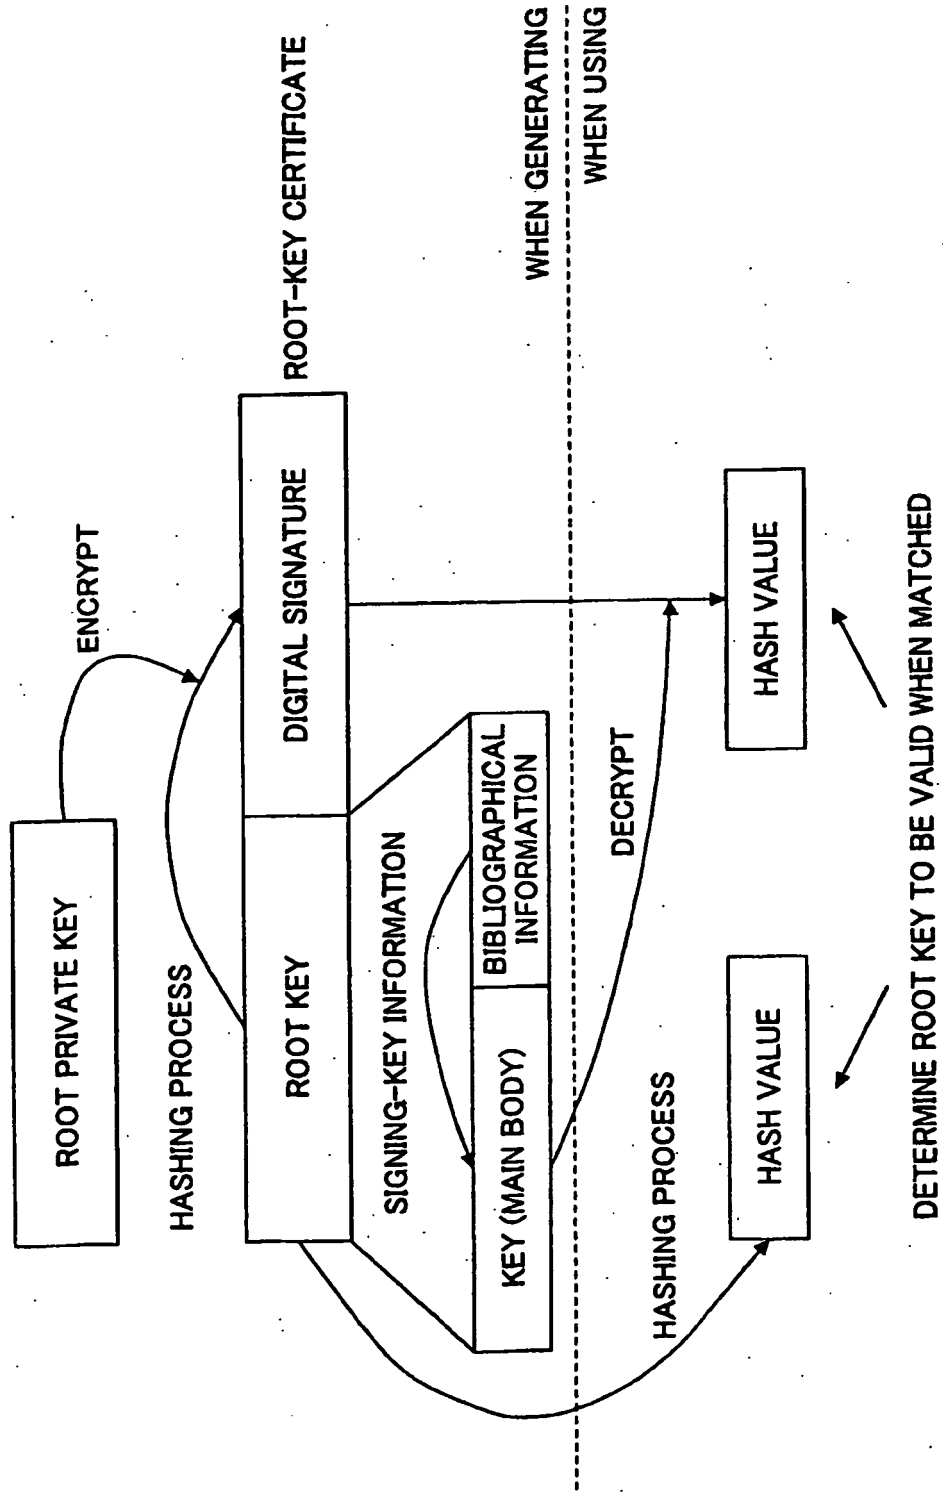 ROOT PRIVATE KEY
ENCRYPT
HASHING PROCESS
ROOT KEY
DIGITAL SIGNATURE
ROOT-KEY CERTIFICATE
SIGNING-KEY INFORMATION
KEY (MAIN BODY)
BIBLIOGRAPHICAL
INFORMATION
WHEN GENERATING
WHEN USING
DECRYPT
HASHING PROCESS
HASH VALUE
HASH VALUE
DETERMINE ROOT KEY TO BE VALID WHEN MATCHED